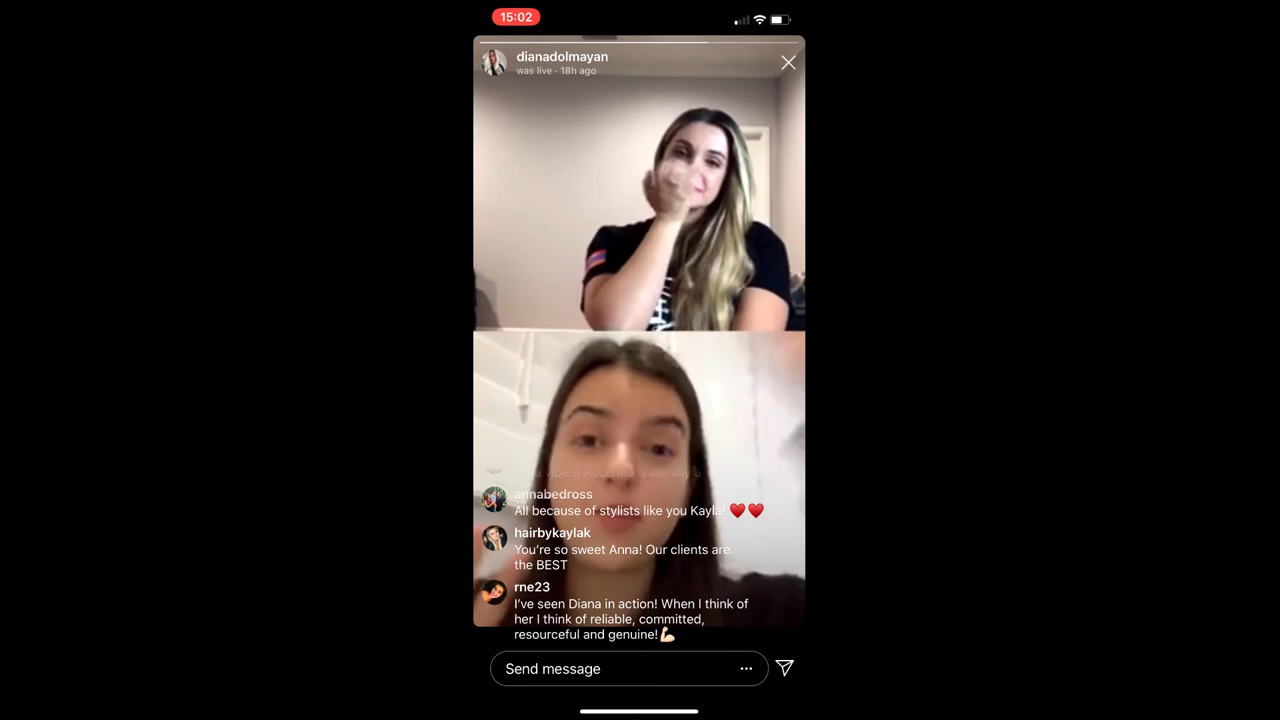 15:02
dianadolmayan
was live - 18h ago
annabedross
All because of stylists like you Kayla! ❤️❤️
hairbykaylak
You're so sweet Anna! Our clients are
the BEST
rne23
I've seen Diana in action! When I think of
her I think of reliable, committed,
resourceful and genuine!💪🏻
Send message